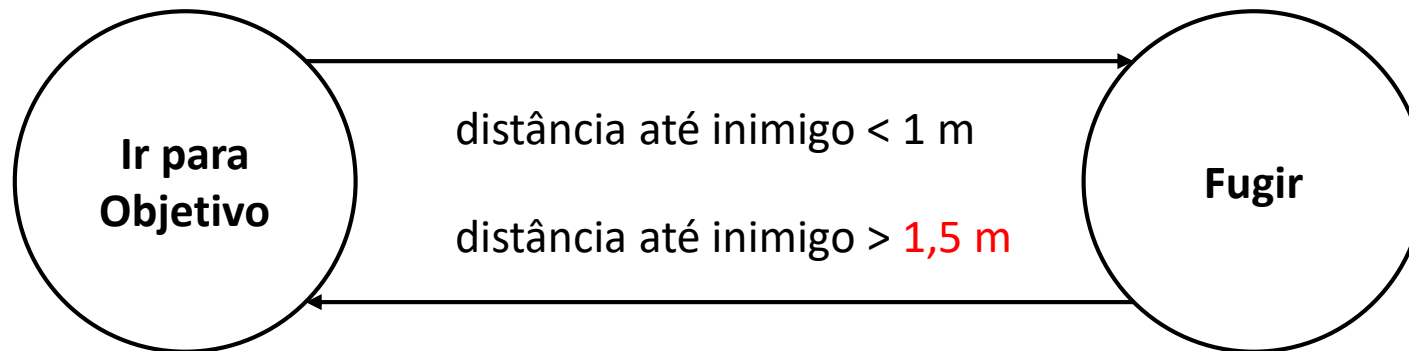 Ir para
Objetivo
distância até inimigo < 1 m
distância até inimigo > 1,5 m
Fugir